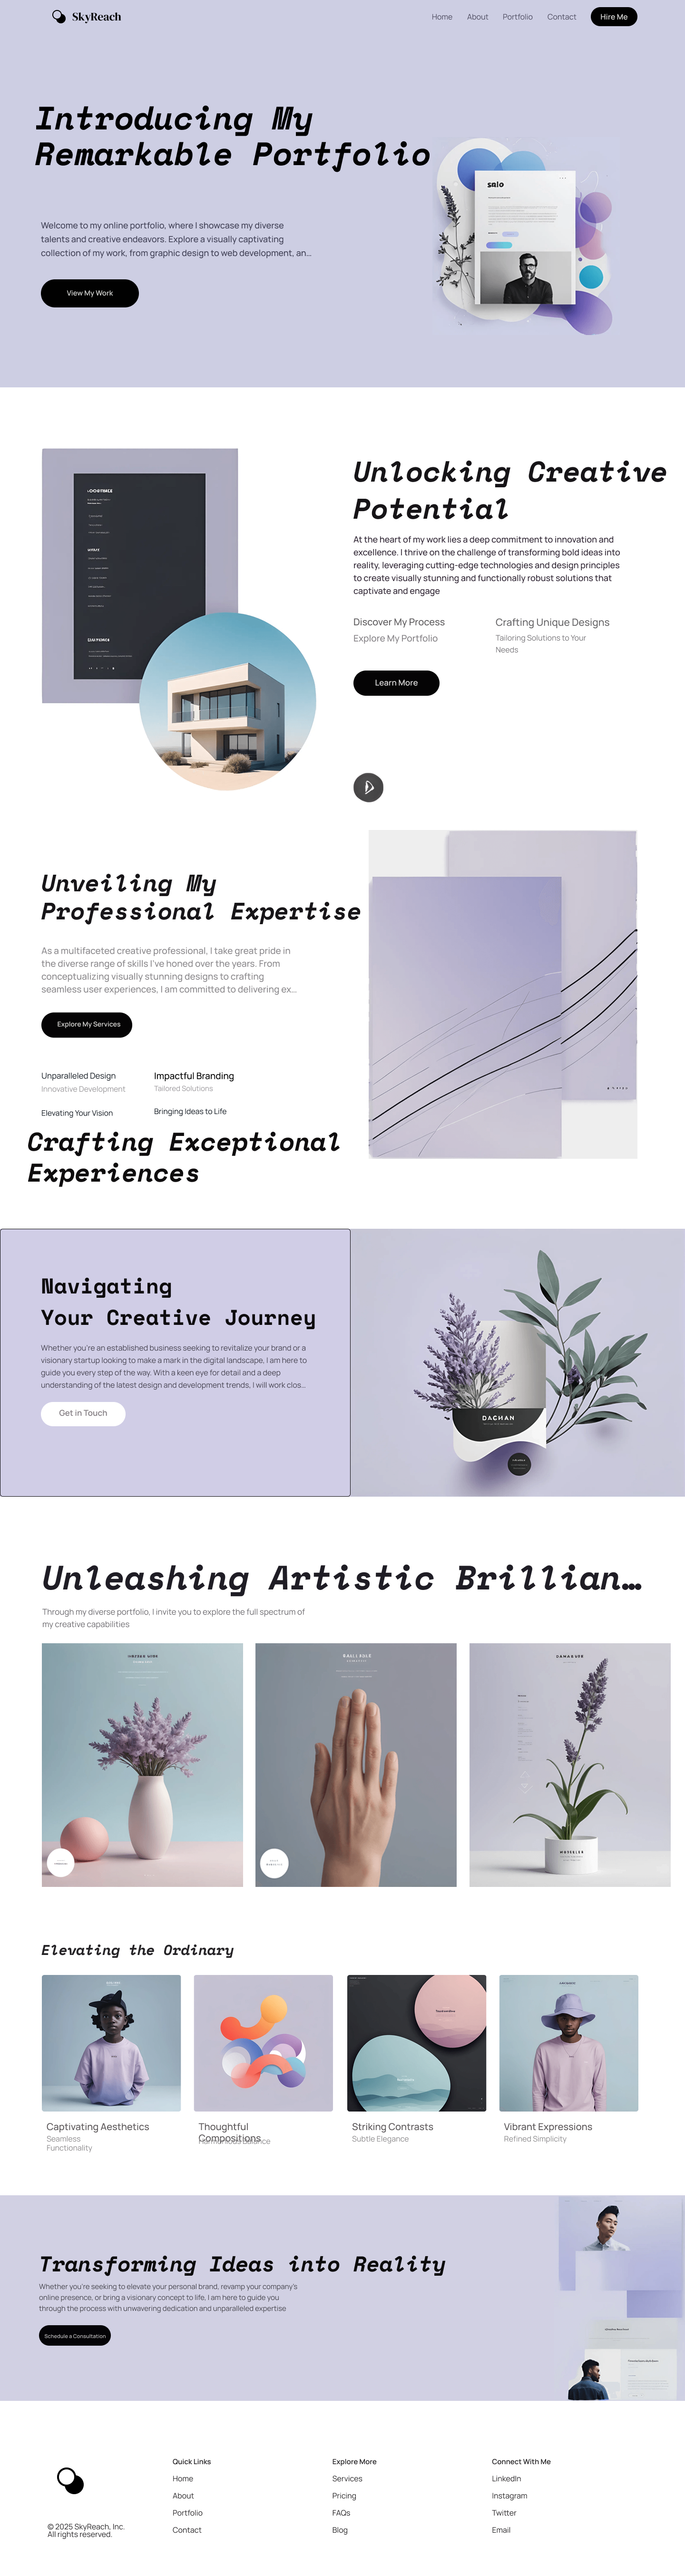 SkyReach
Home About Portfolio Contact Hire Me
Introducing My
Remarkable Portfolio
salo
Welcome to my online portfolio, where I showcase my diverse
talents and creative endeavors. Explore a visually captivating
collection of my work, from graphic design to web development, an...
View My Work
Unlocking Creative
Potential
At the heart of my work lies a deep commitment to innovation and
excellence. I thrive on the challenge of transforming bold ideas into
reality, leveraging cutting-edge technologies and design principles
to create visually stunning and functionally robust solutions that
captivate and engage
Discover My Process
Explore My Portfolio
Crafting Unique Designs
Tailoring Solutions to Your
Needs
Learn More
Unveiling My
Professional Expertise
As a multifaceted creative professional, I take great pride in
the diverse range of skills I've honed over the years. From
conceptualizing visually stunning designs to crafting
seamless user experiences, I am committed to delivering ex...
Explore My Services
Unparalleled Design
Innovative Development
Elevating Your Vision
Impactful Branding
Tailored Solutions
Bringing Ideas to Life
Crafting Exceptional
Experiences
Navigating
Your Creative Journey
Whether you're an established business seeking to revitalize your brand or a
visionary startup looking to make a mark in the digital landscape, I am here to
guide you every step of the way. With a keen eye for detail and a deep
understanding of the latest design and development trends, I will work clos...
Get in Touch
DACHAN
Unleashing Artistic Brillian...
Through my diverse portfolio, I invite you to explore the full spectrum of
my creative capabilities
Elevating the Ordinary
Captivating Aesthetics
Seamless
Functionality
Thoughtful
Compositions
Striking Contrasts
Subtle Elegance
Vibrant Expressions
Refined Simplicity
Transforming Ideas into Reality
Whether you're seeking to elevate your personal brand, revamp your company's
online presence, or bring a visionary concept to life, I am here to guide you
through the process with unwavering dedication and unparalleled expertise
Schedule a Consultation
© 2025 SkyReach, Inc.
All rights reserved.
Quick Links
Home
About
Portfolio
Contact
Explore More
Services
Pricing
FAQs
Blog
Connect With Me
LinkedIn
Instagram
Twitter
Email